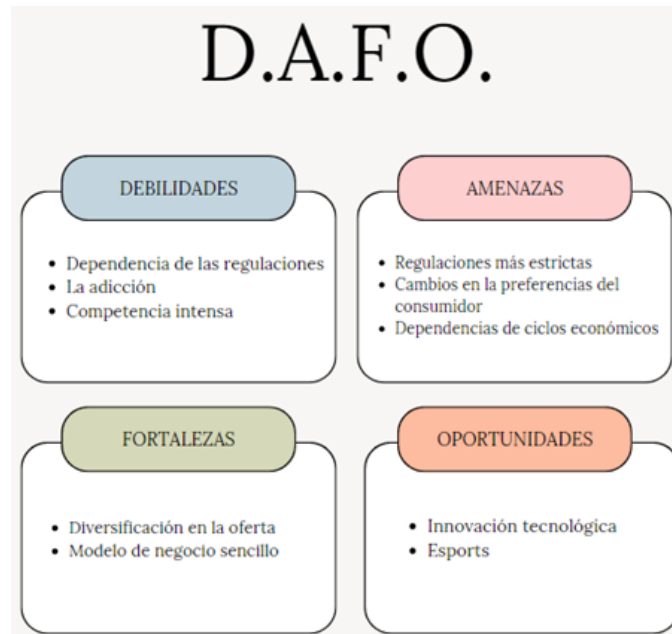 D.A.F.O.
DEBILIDADES
• Dependencia de las regulaciones
• La adicción
• Competencia intensa
AMENAZAS
• Regulaciones más estrictas
• Cambios en la preferencias del
consumidor
• Dependencias de ciclos económicos
FORTALEZAS
• Diversificación en la oferta
• Modelo de negocio sencillo
OPORTUNIDADES
• Innovación tecnológica
• Esports